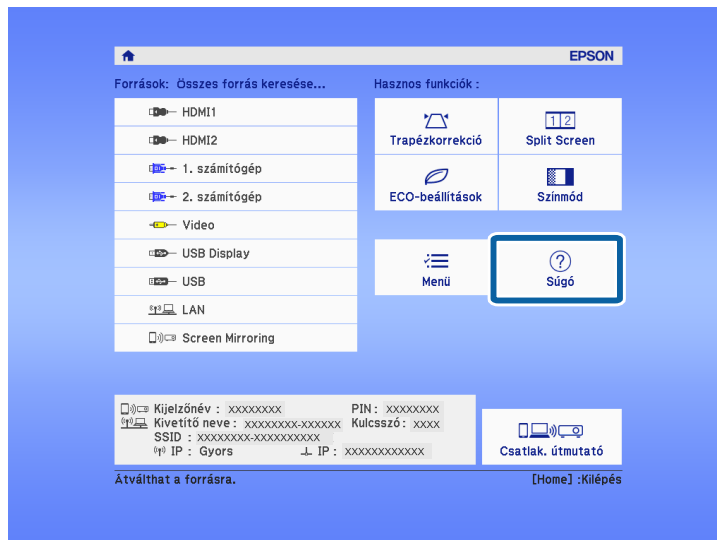 EPSON
Források: Összes forrás keresése...
Hasznos funkciók :
HDMI1
HDMI2
1. számítógép
2. számítógép
Video
USB Display
USB
LAN
Screen Mirroring
Trapézkorrekció
1 2
Split Screen
ECO-beállítások
Színmód
Menü
?
Súgó
Kijelzőnév : XXXXXXXX PIN : XXXXXXXX
Kivetítő neve : XXXXXXXX-XXXXXX Kulcsszó : XXXX
SSID : XXXXXXXX-XXXXXXXXXX
IP : Gyors IP : XXXXXXXXXXXX
Csatlak. útmutató
Átválthat a forrásra. [Home] :Kilépés